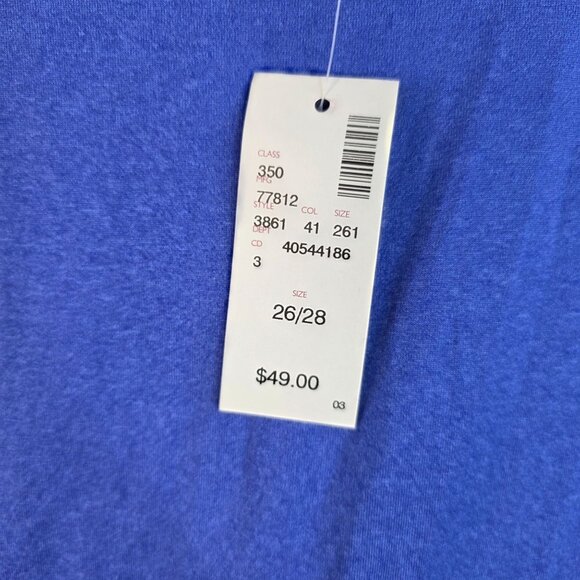 CLASS
350
MFG
77812
STYLE COL SIZE
3861 41 261
DEPT
CD 40544186
3
SIZE
26/28
$49.00
03